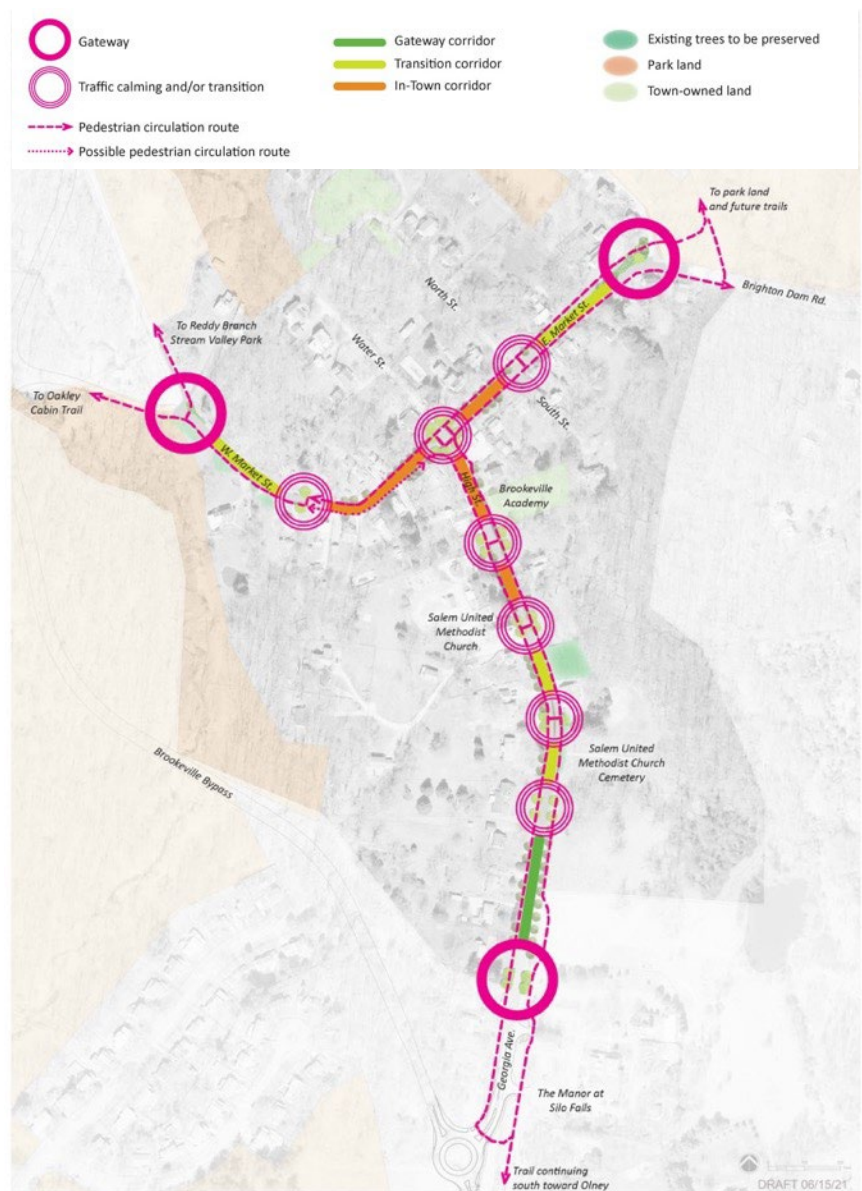 Gateway
Traffic calming and/or transition
Pedestrian circulation route
Possible pedestrian circulation route
Gateway corridor
Transition corridor
In-Town corridor
Existing trees to be preserved
Park land
Town-owned land
To park land
and future trails
Brighton Dam Rd.
North St.
E. Market St.
Water St.
To Reddy Branch
Stream Valley Park
To Oakley
Cabin Trail
South St.
W. Market St.
High St.
Brookeville
Academy
Salem United
Methodist
Church
Salem United
Methodist Church
Cemetery
Brookeville Bypass
Georgia Ave.
The Manor at
Silo Falls
Trail continuing
south toward Olney
DRAFT 06/15/21